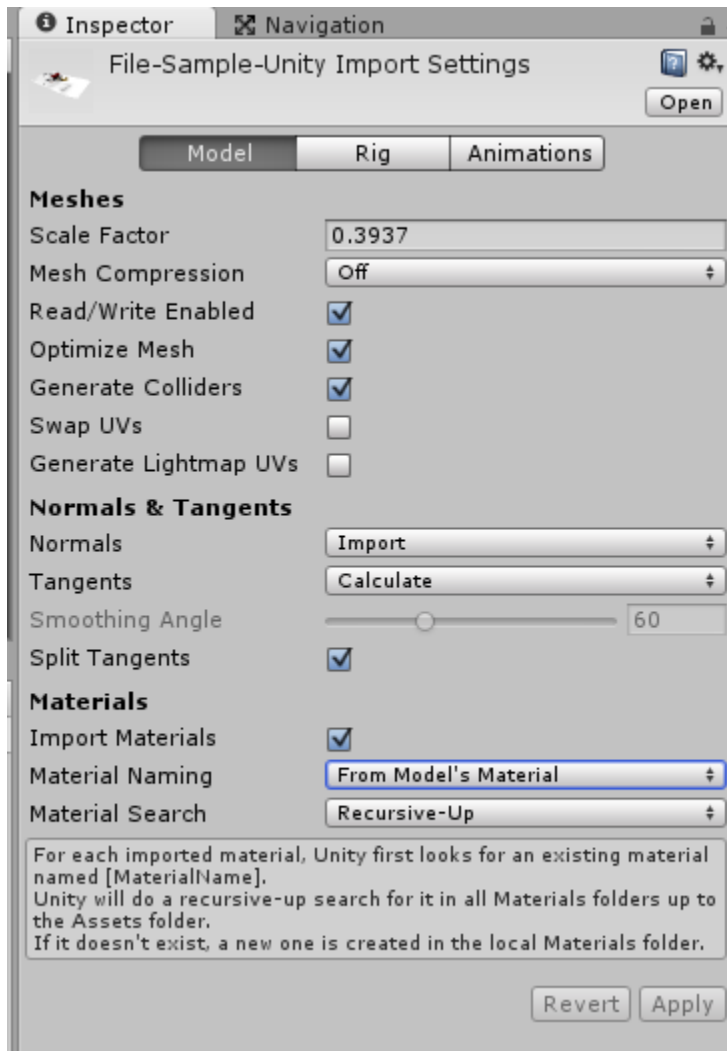 Inspector Navigation
File-Sample-Unity Import Settings
Open
Model Rig Animations
Meshes
Scale Factor 0.3937
Mesh Compression Off
Read/Write Enabled
Optimize Mesh
Generate Colliders
Swap UVs
Generate Lightmap UVs
Normals & Tangents
Normals Import
Tangents Calculate
Smoothing Angle 60
Split Tangents
Materials
Import Materials
Material Naming From Model's Material
Material Search Recursive-Up
For each imported material, Unity first looks for an existing material
named [MaterialName].
Unity will do a recursive-up search for it in all Materials folders up to
the Assets folder.
If it doesn't exist, a new one is created in the local Materials folder.
Revert Apply